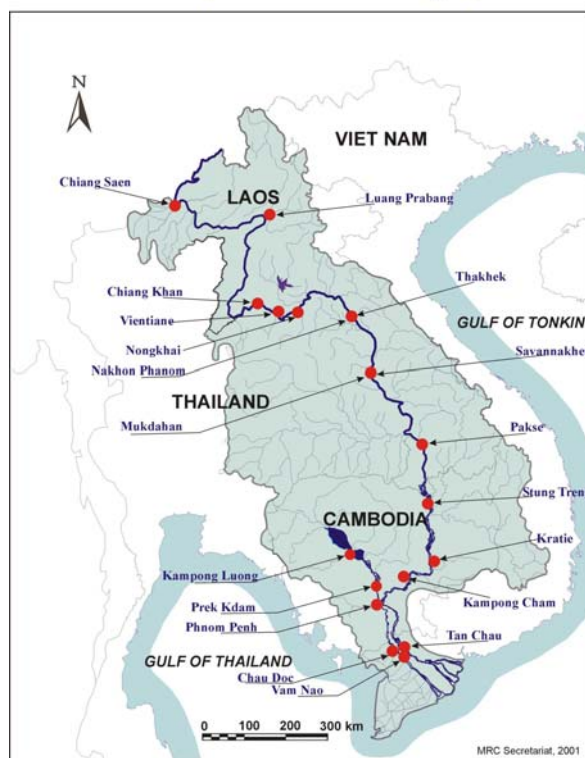 N
VIET NAM
Chiang Saen
LAOS
Luang Prabang
Chiang Khan
Thakhek
Vientiane
GULF OF TONKIN
Nongkhai
Savannakhe
Nakhon Phanom
THAILAND
Mukdahan
Pakse
Stung Tren
CAMBODIA
Kratie
Kampong Luong
Prek Kdam
Kampong Cham
Phnom Penh
Tan Chau
GULF OF THAILAND
Chau Doc
Vam Nao
0 100 200 300 km
MRC Secretariat, 2001